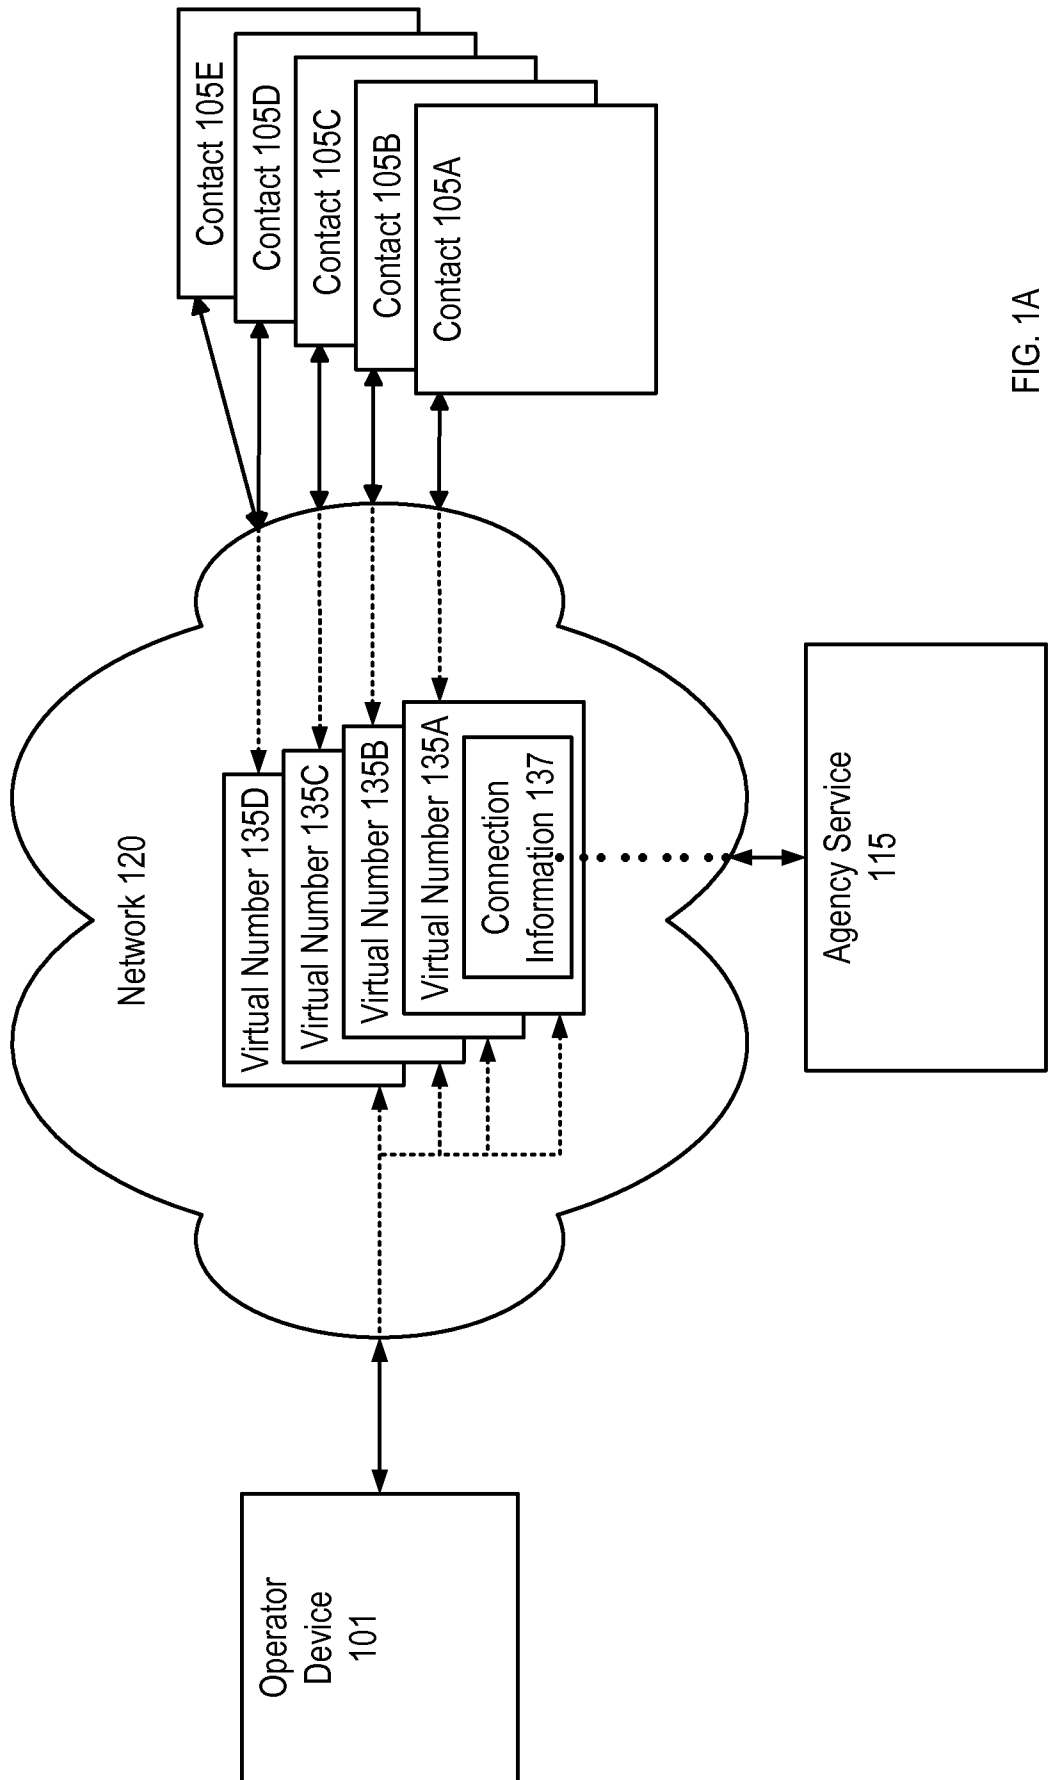 Network 120
Operator
Device
101
Virtual Number 135D
Virtual Number 135C
Virtual Number 135B
Virtual Number 135A
Connection
Information 137
Contact 105E
Contact 105D
Contact 105C
Contact 105B
Contact 105A
Agency Service
115
FIG. 1A